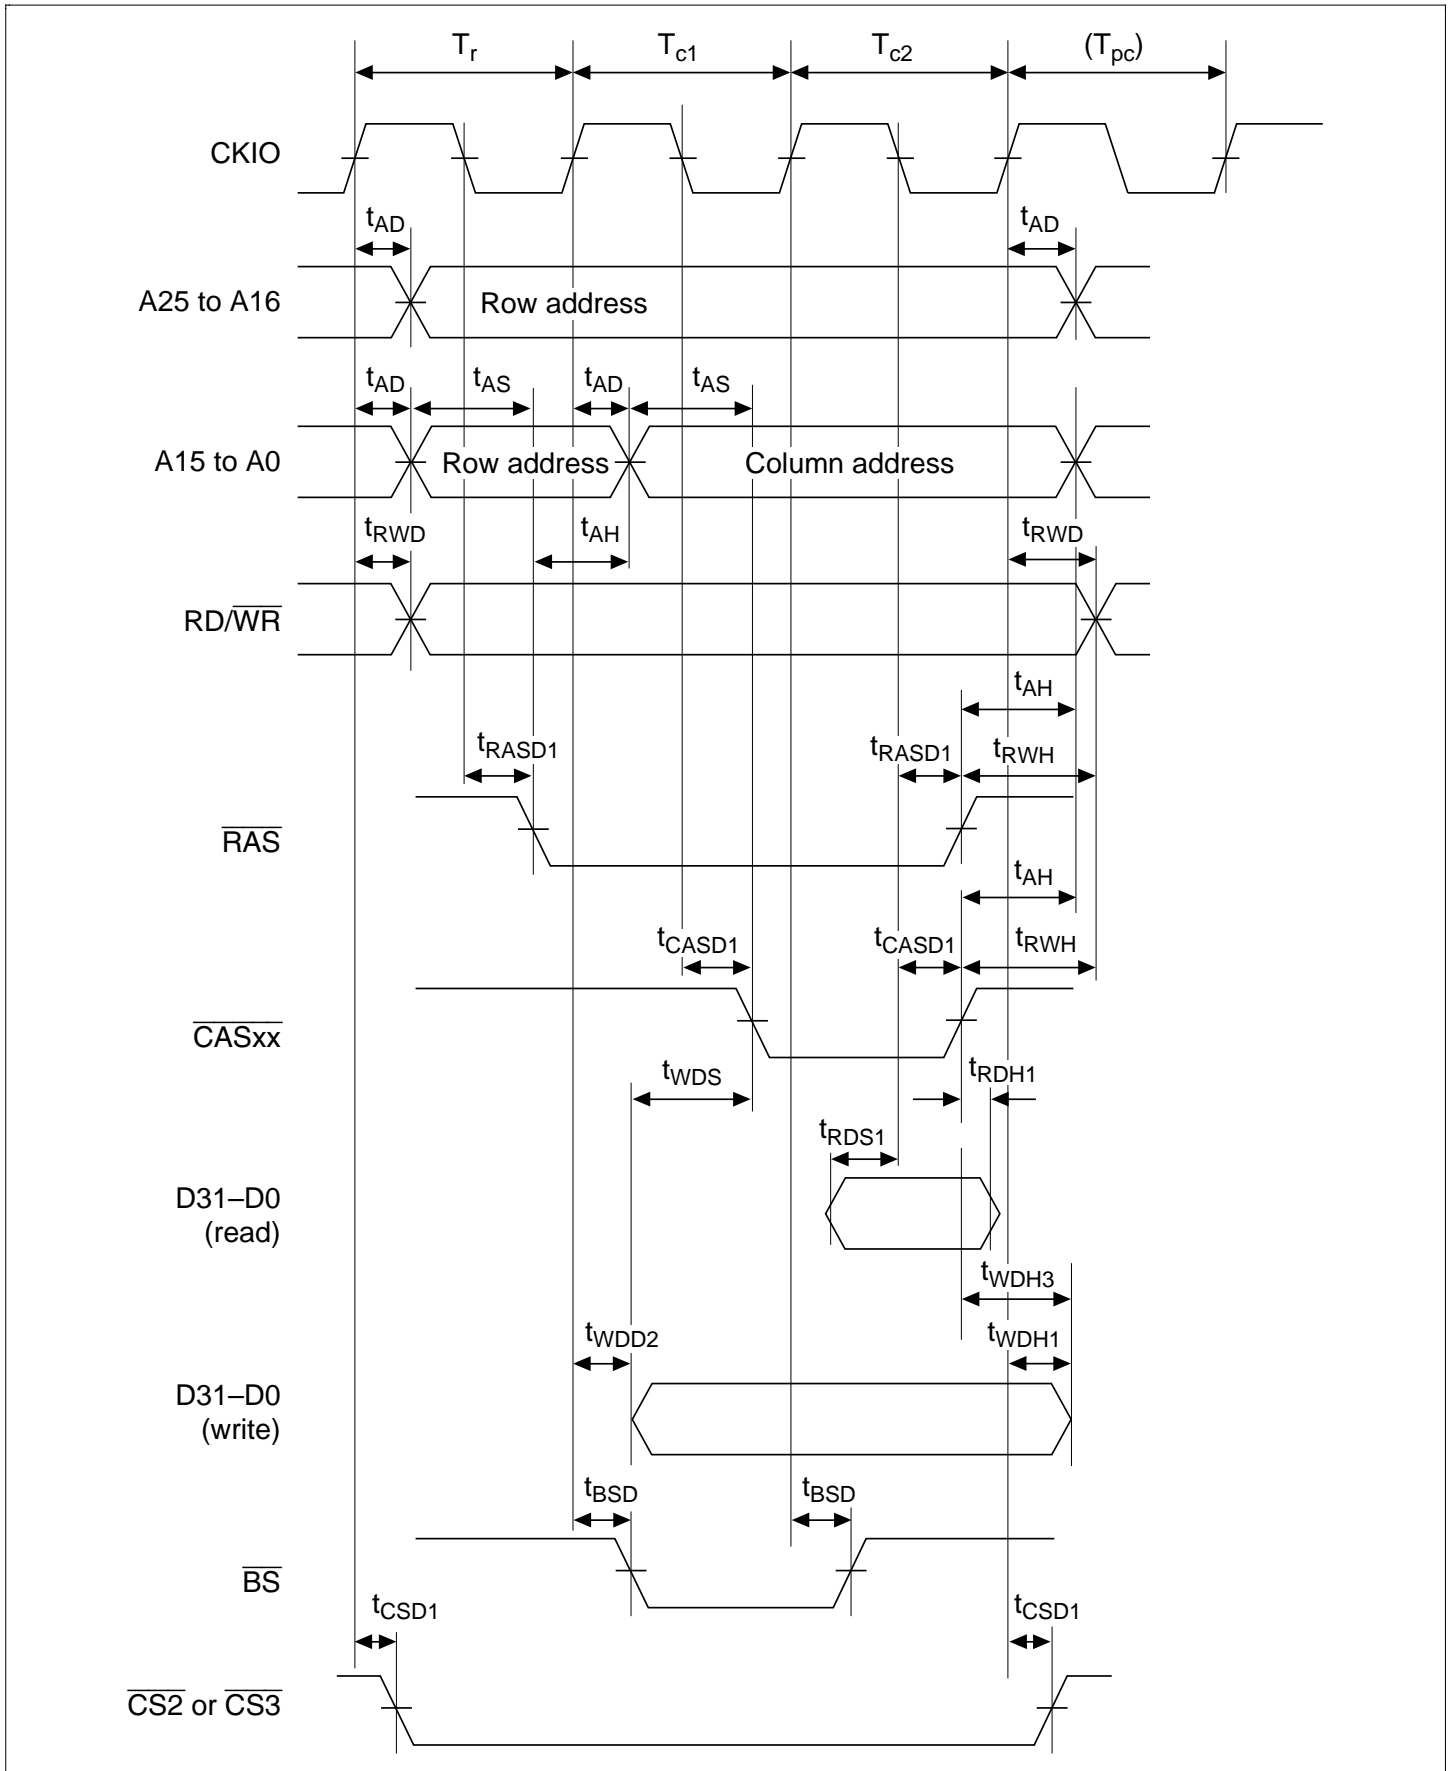 Tr Tc1 Tc2 (Tpc)
CKIO
tAD tAD
A25 to A16 Row address
tAD tAS tAD tAS
A15 to A0 Row address Column address
tRWD tAH tRWD
RD/WR
tAH
tRASD1 tRASD1 tRWH
RAS
tAH
tCASD1 tCASD1 tRWH
CASxx
tWDS tRDH1
tRDS1
D31–D0
(read)
tWDH3
tWDD2 tWDH1
D31–D0
(write)
tBSD tBSD
BS
tCSD1 tCSD1
CS2 or CS3